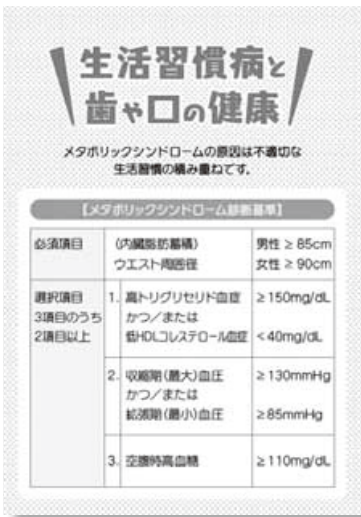 生活習慣病と
歯や口の健康
メタボリックシンドロームの原因は不適切な
生活習慣の積み重ねです。
【メタボリックシンドローム診断基準】
必須項目 （内臓脂肪蓄積） 男性 ≥ 85cm
ウエスト周囲径 女性 ≥ 90cm
選択項目 1. 高トリグリセリド血症 ≥150mg/dL
3項目のうち かつ／または
2項目以上 低HDLコレステロール血症 <40mg/dL
2. 収縮期（最大）血圧 ≥130mmHg
かつ／または
拡張期（最小）血圧 ≥85mmHg
3. 空腹時高血糖 ≥110mg/dL